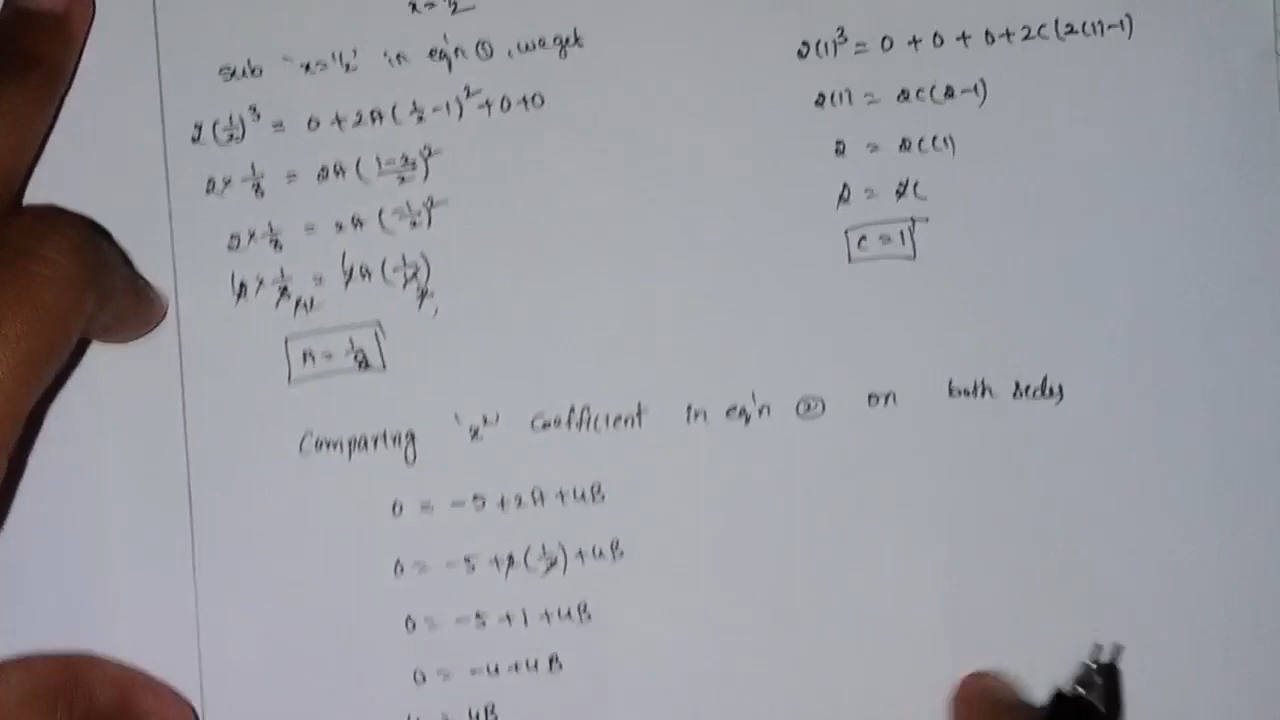 x = 1/2
sub 'x=1/2' in eq'n ①, we get
2(1/2)³ = 0 + 2A(1/2 - 1)² + 0 + 0
2 × 1/8 = 2A((1-2)/2)²
2 × 1/8 = 2A(-1/2)²
A = 1/2
2(1)³ = 0 + 0 + 0 + 2C(2(1)-1)
2(1) = 2C(2-1)
2 = 2C(1)
2 = 2C
C = 1
Comparing 'x²' coefficient in eq'n ② on both sides
0 = -5 + 2A + 4B
0 = -5 + 2(1/2) + 4B
0 = -5 + 1 + 4B
0 = -4 + 4B
4 = 4B